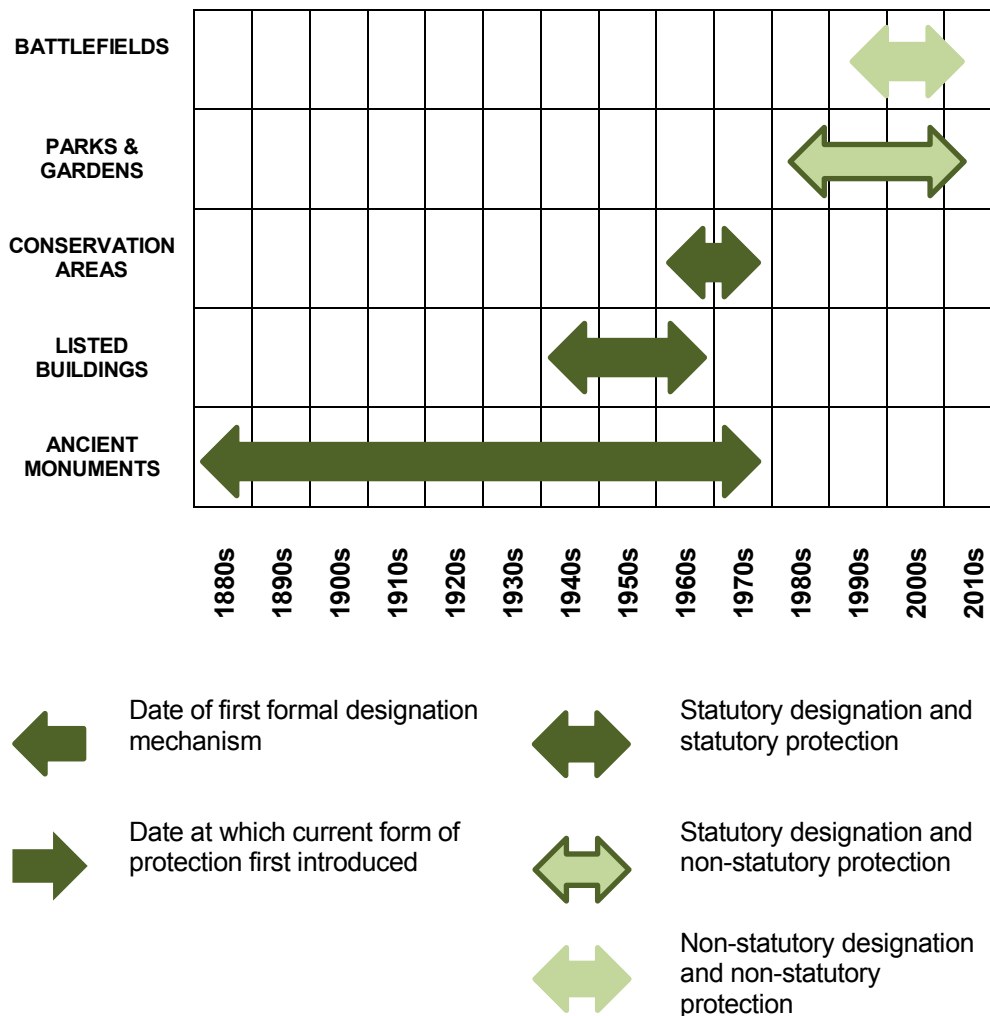 BATTLEFIELDS
PARKS &
GARDENS
CONSERVATION
AREAS
LISTED
BUILDINGS
ANCIENT
MONUMENTS
1880s
1890s
1900s
1910s
1920s
1930s
1940s
1950s
1960s
1970s
1980s
1990s
2000s
2010s
Date of first formal designation
mechanism
Statutory designation and
statutory protection
Date at which current form of
protection first introduced
Statutory designation and
non-statutory protection
Non-statutory designation
and non-statutory
protection